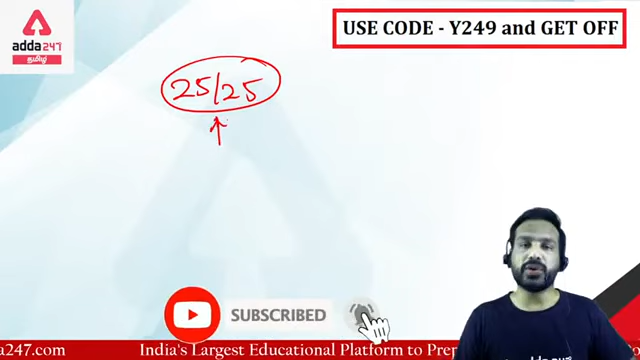 USE CODE - Y249 and GET OFF
adda247
தமிழ்
25/25
SUBSCRIBED
a247.com India's Largest Educational Platform to Prep